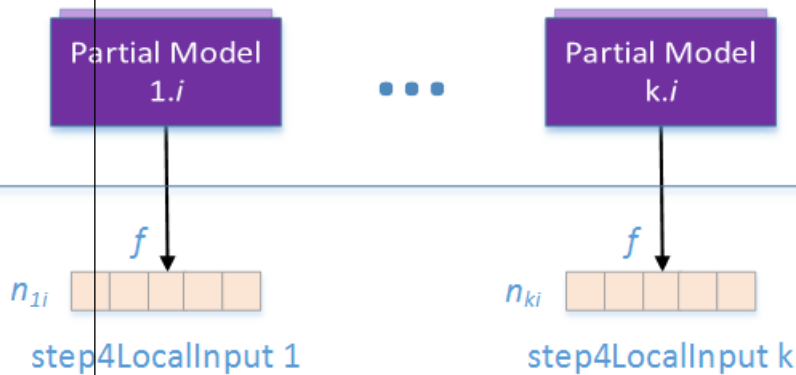 Partial Model
1.i
...
Partial Model
k.i
f
f
n1i
nki
step4LocalInput 1
step4LocalInput k